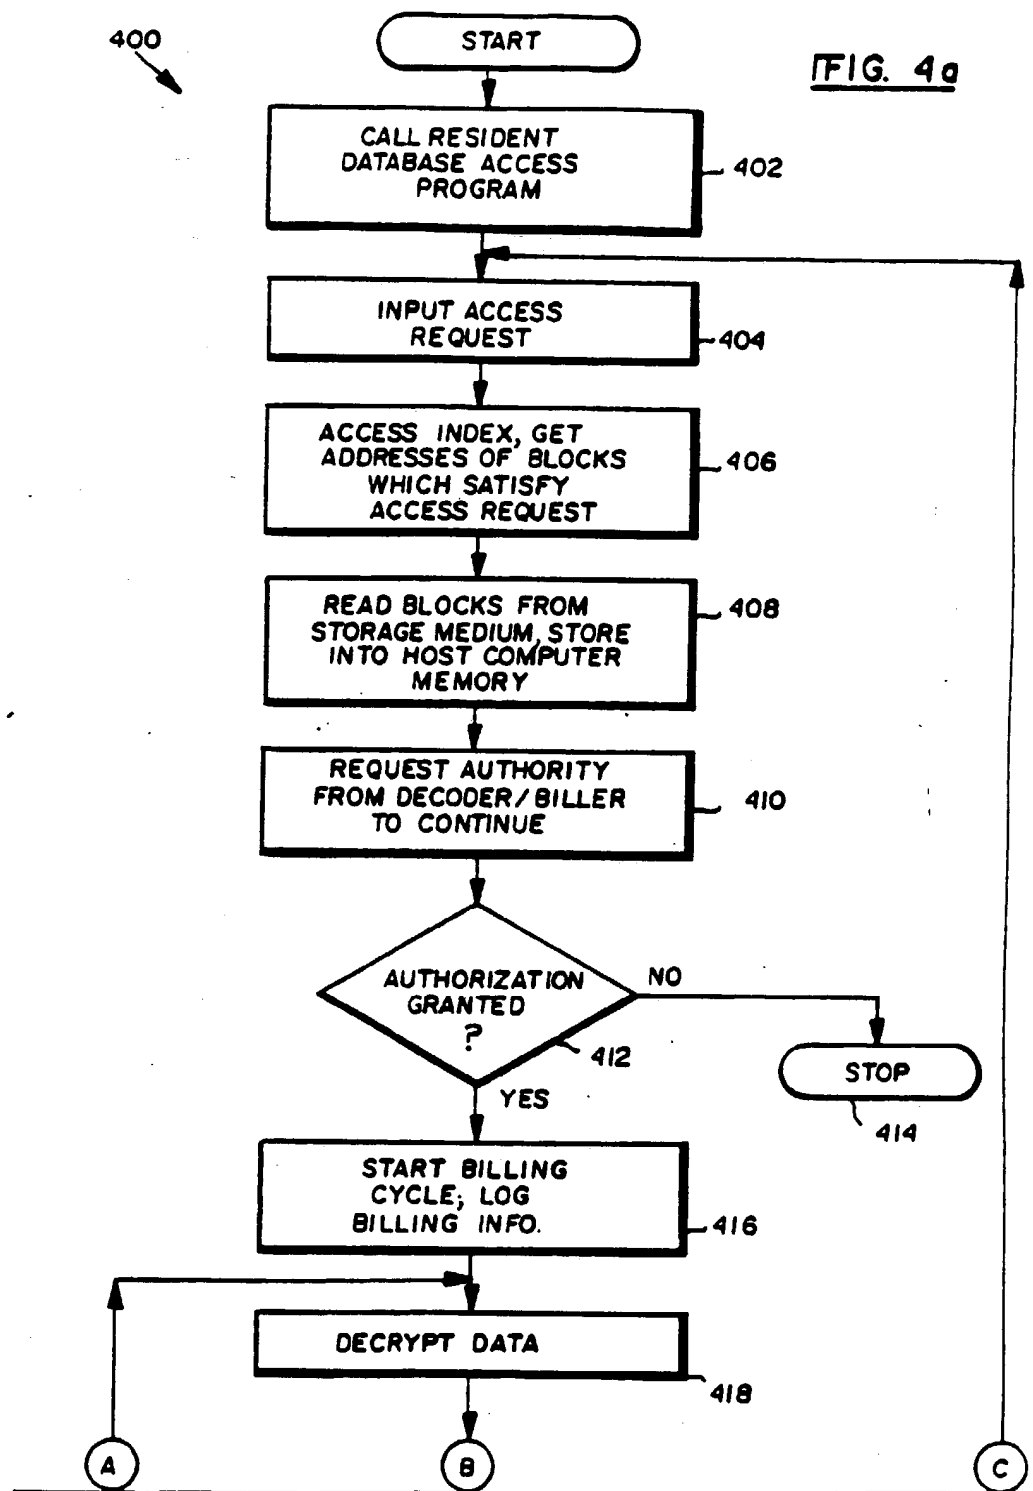 400
START
FIG. 4a
CALL RESIDENT
DATABASE ACCESS
PROGRAM
402
INPUT ACCESS
REQUEST
404
ACCESS INDEX, GET
ADDRESSES OF BLOCKS
WHICH SATISFY
ACCESS REQUEST
406
READ BLOCKS FROM
STORAGE MEDIUM, STORE
INTO HOST COMPUTER
MEMORY
408
REQUEST AUTHORITY
FROM DECODER/BILLER
TO CONTINUE
410
AUTHORIZATION
GRANTED
?
412
NO
STOP
414
YES
START BILLING
CYCLE; LOG
BILLING INFO.
416
DECRYPT DATA
418
A
B
C